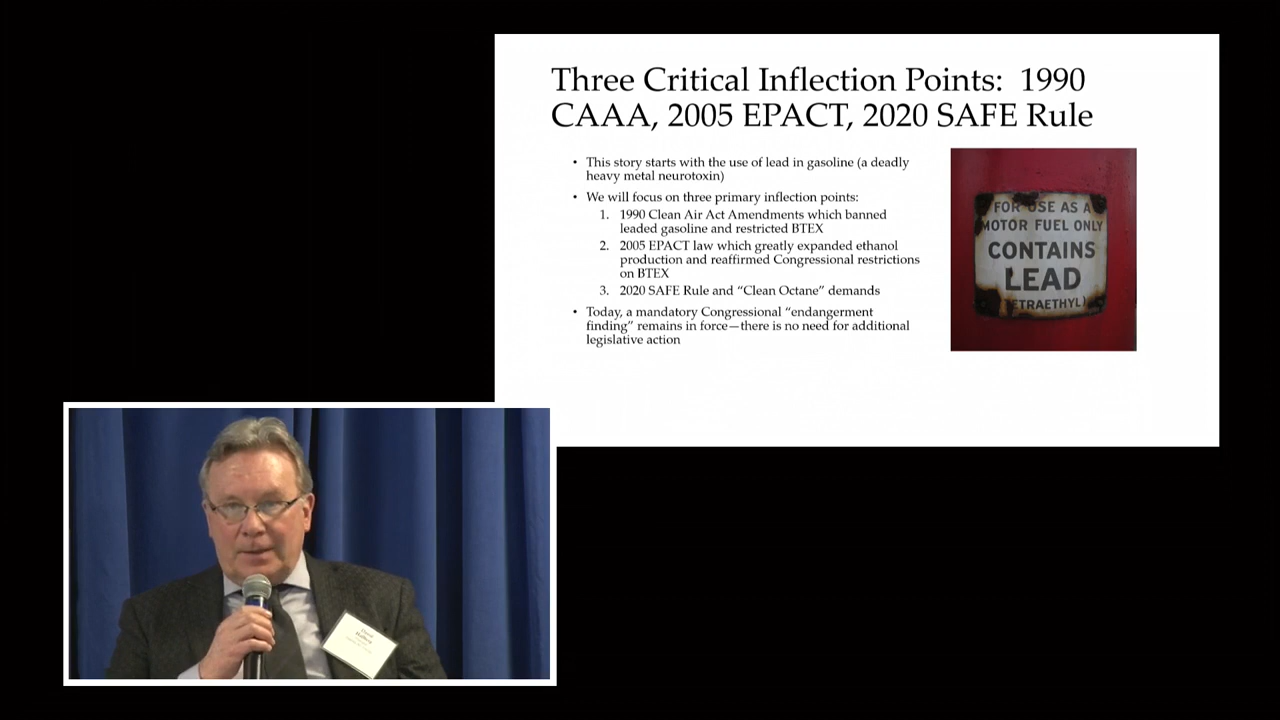 Three Critical Inflection Points: 1990
CAAA, 2005 EPACT, 2020 SAFE Rule
• This story starts with the use of lead in gasoline (a deadly
heavy metal neurotoxin)
• We will focus on three primary inflection points:
1. 1990 Clean Air Act Amendments which banned
leaded gasoline and restricted BTEX
2. 2005 EPACT law which greatly expanded ethanol
production and reaffirmed Congressional restrictions
on BTEX
3. 2020 SAFE Rule and “Clean Octane” demands
• Today, a mandatory Congressional “endangerment
finding” remains in force—there is no need for additional
legislative action
FOR USE AS A
MOTOR FUEL ONLY
CONTAINS
LEAD